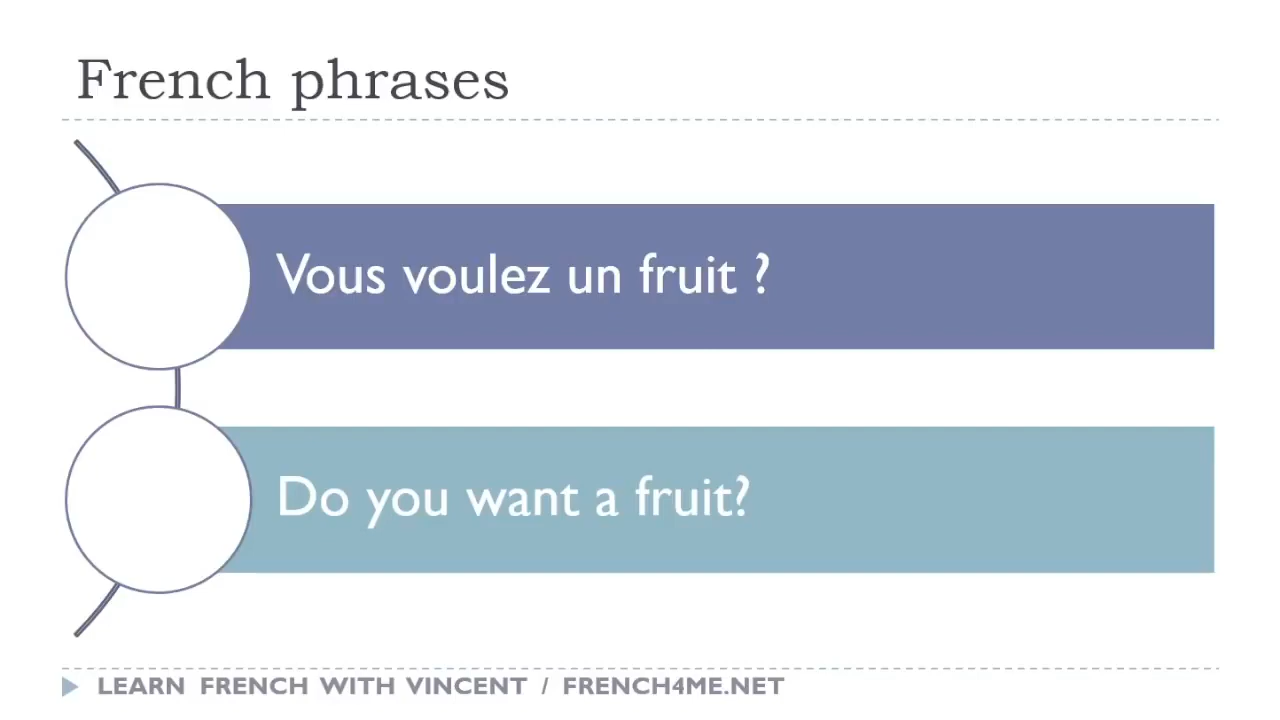 French phrases
Vous voulez un fruit ?
Do you want a fruit?
LEARN FRENCH WITH VINCENT / FRENCH4ME.NET